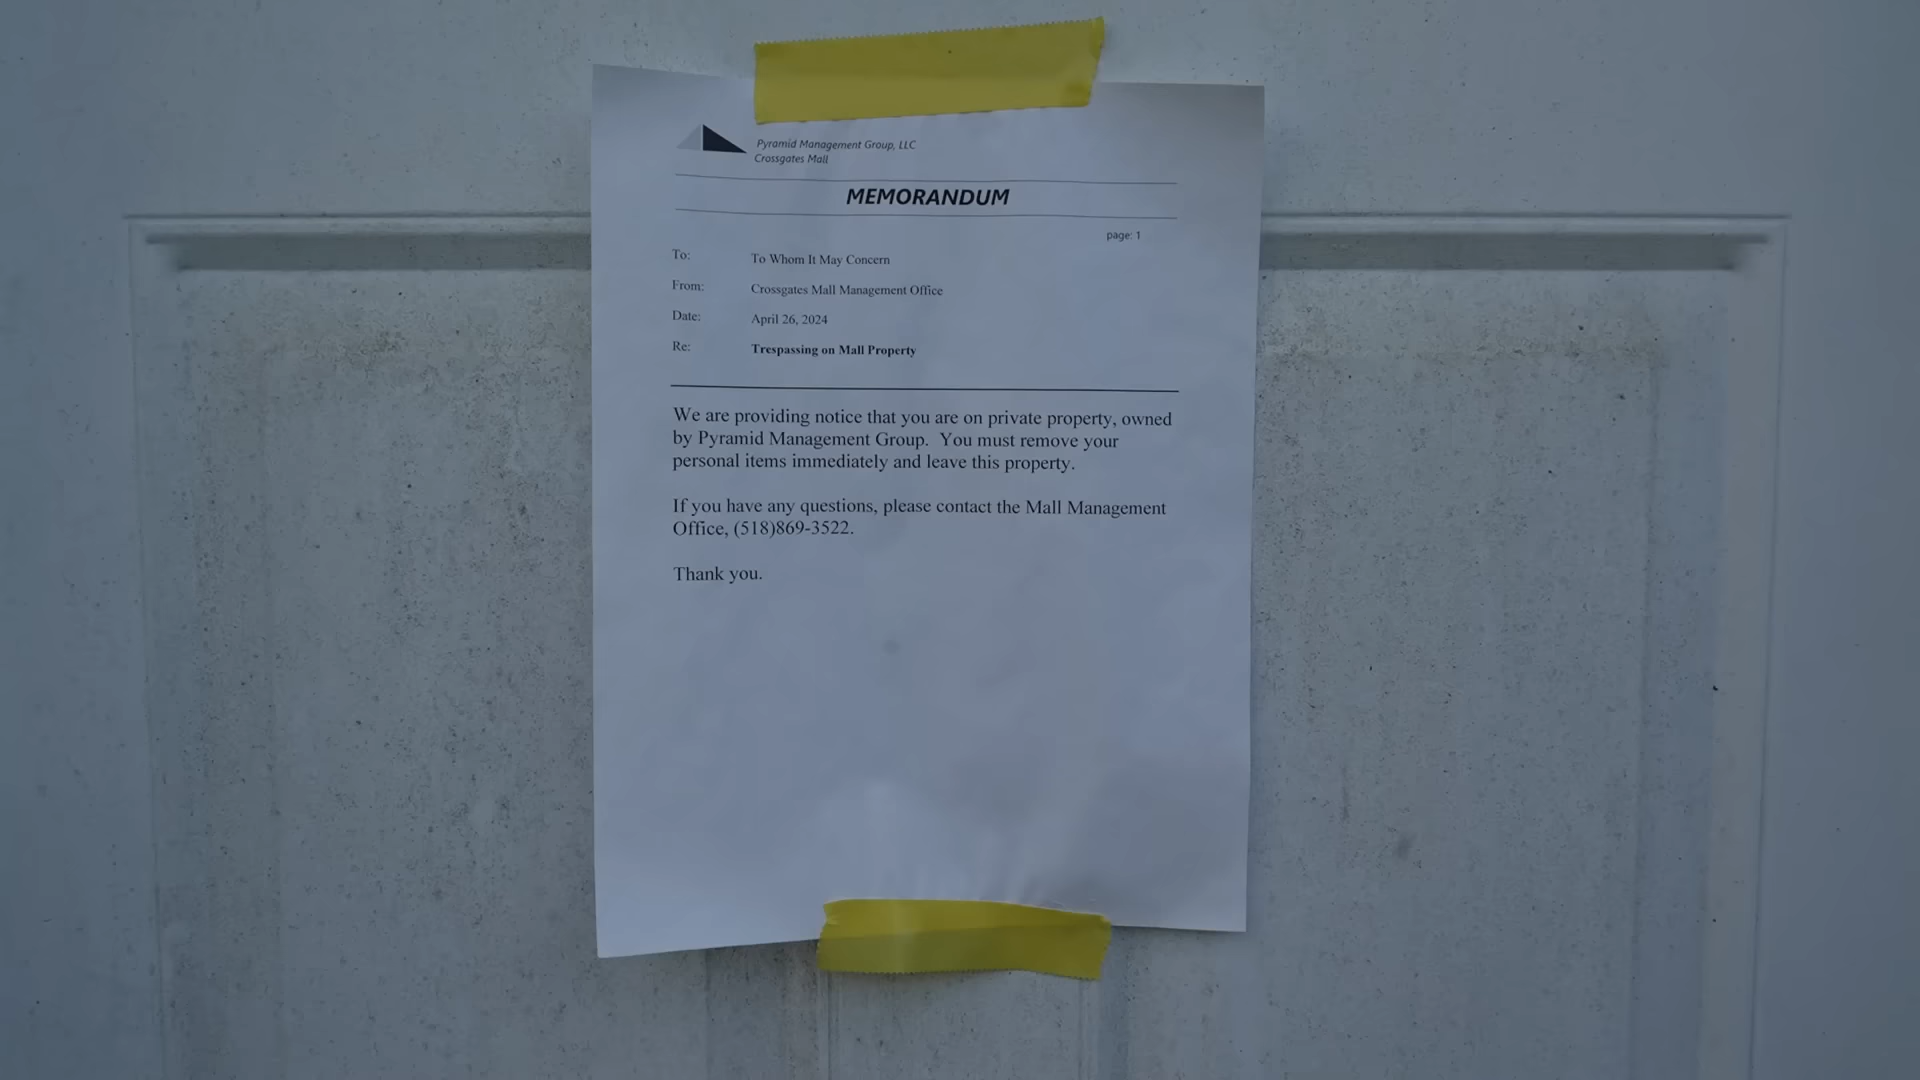 Pyramid Management Group, LLC
Crossgates Mall
MEMORANDUM
page: 1
To: To Whom It May Concern
From: Crossgates Mall Management Office
Date: April 26, 2024
Re: Trespassing on Mall Property
We are providing notice that you are on private property, owned
by Pyramid Management Group. You must remove your
personal items immediately and leave this property.
If you have any questions, please contact the Mall Management
Office, (518)869-3522.
Thank you.